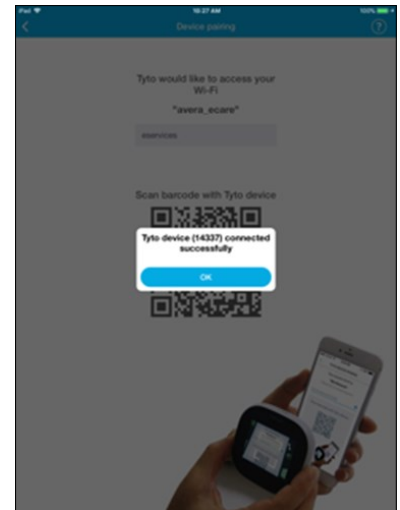 iPad
10:27 AM
100%
Device pairing
?
Tyto would like to access your
Wi-Fi
"avera_ecare"
eservices
Scan barcode with Tyto device
Tyto device (14337) connected
successfully
OK